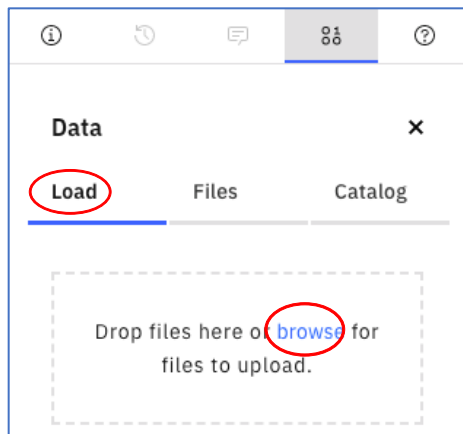 Data
Load Files Catalog
Drop files here or browse for
files to upload.